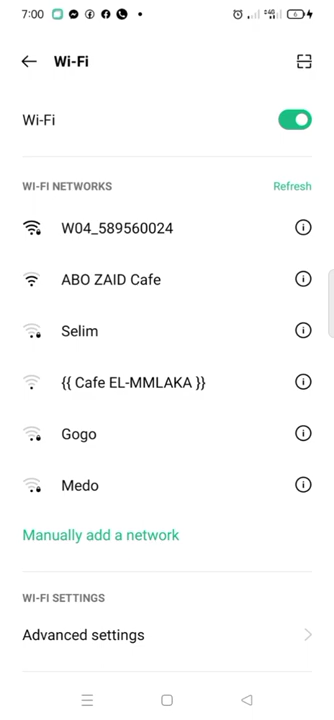 7:00
Wi-Fi
Wi-Fi
WI-FI NETWORKS Refresh
W04_589560024
ABO ZAID Cafe
Selim
{{ Cafe EL-MMLAKA }}
Gogo
Medo
Manually add a network
WI-FI SETTINGS
Advanced settings